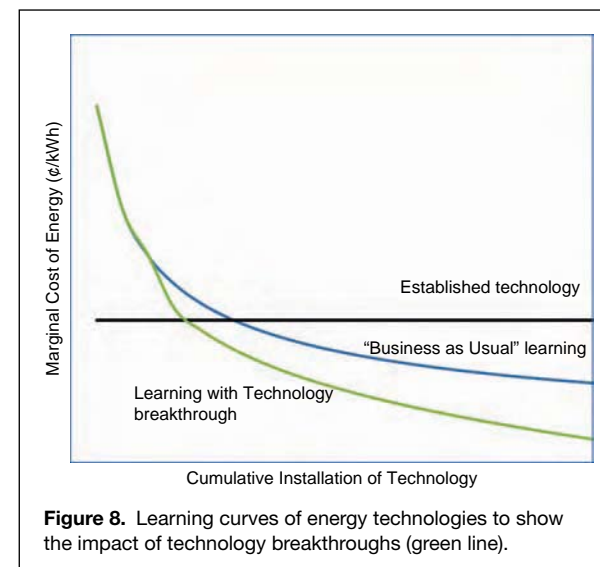 Marginal Cost of Energy (¢/kWh)
Established technology
“Business as Usual” learning
Learning with Technology
breakthrough
Cumulative Installation of Technology
Figure 8. Learning curves of energy technologies to show
the impact of technology breakthroughs (green line).